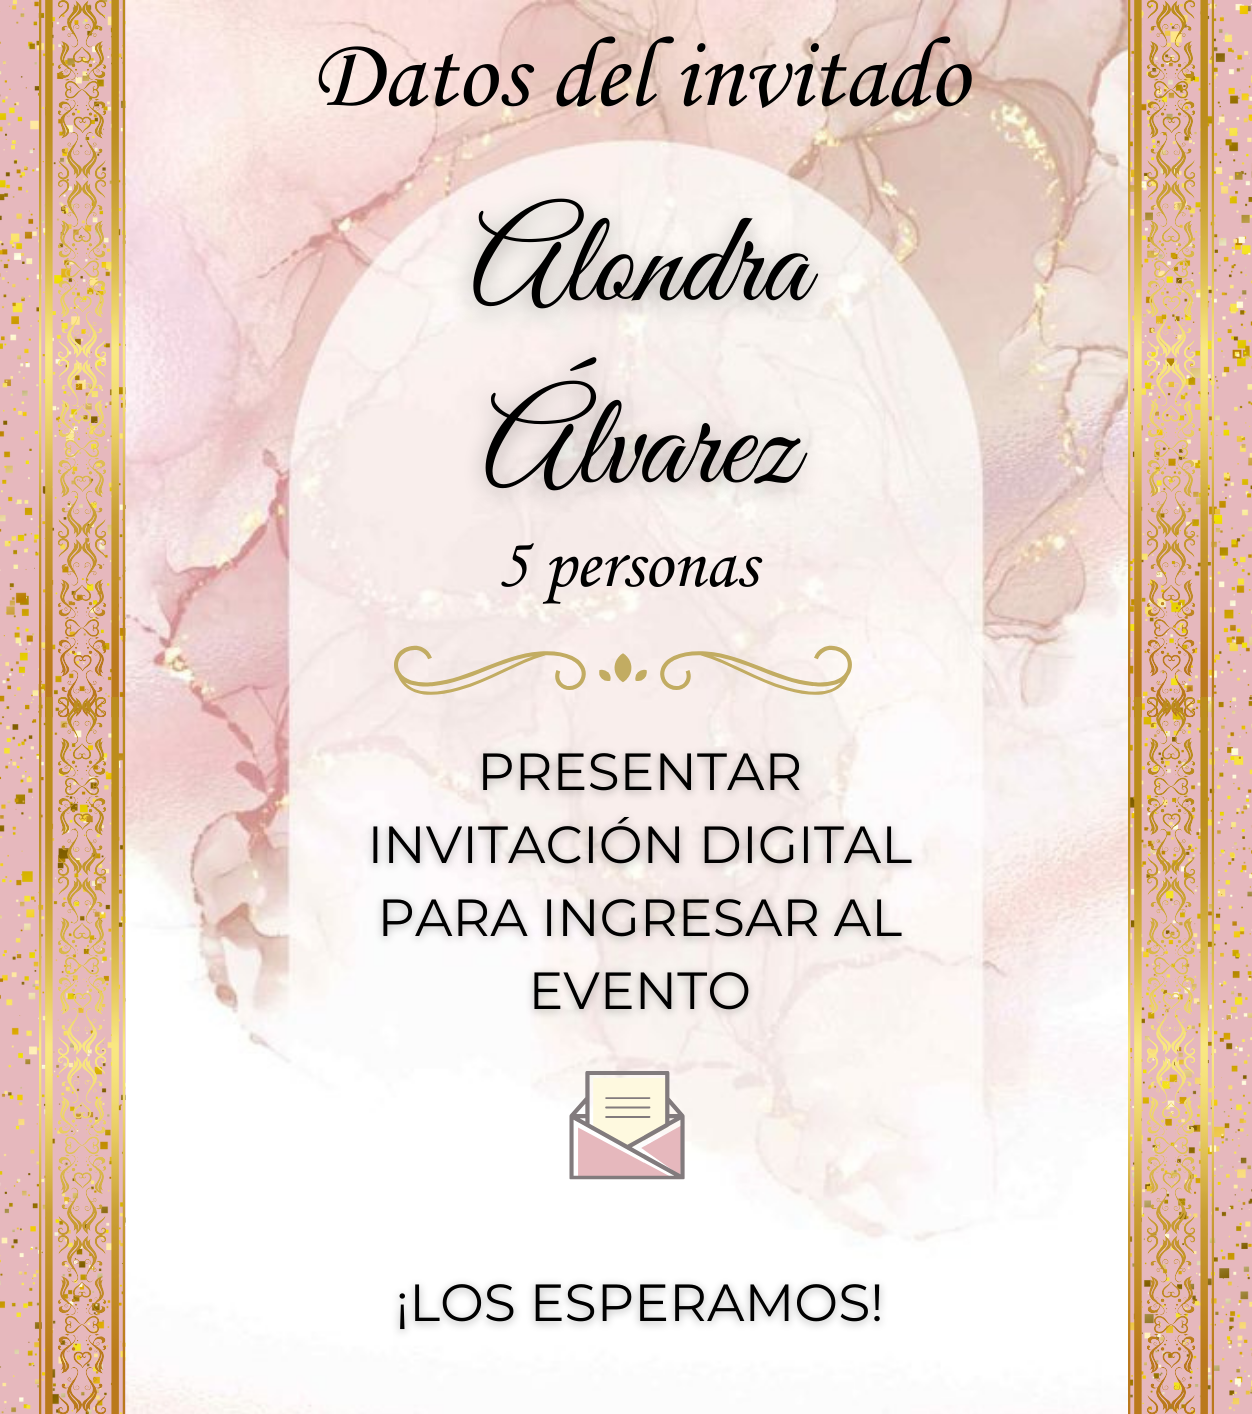 Datos del invitado
Alondra
Álvarez
5 personas
PRESENTAR
INVITACIÓN DIGITAL
PARA INGRESAR AL
EVENTO
¡LOS ESPERAMOS!